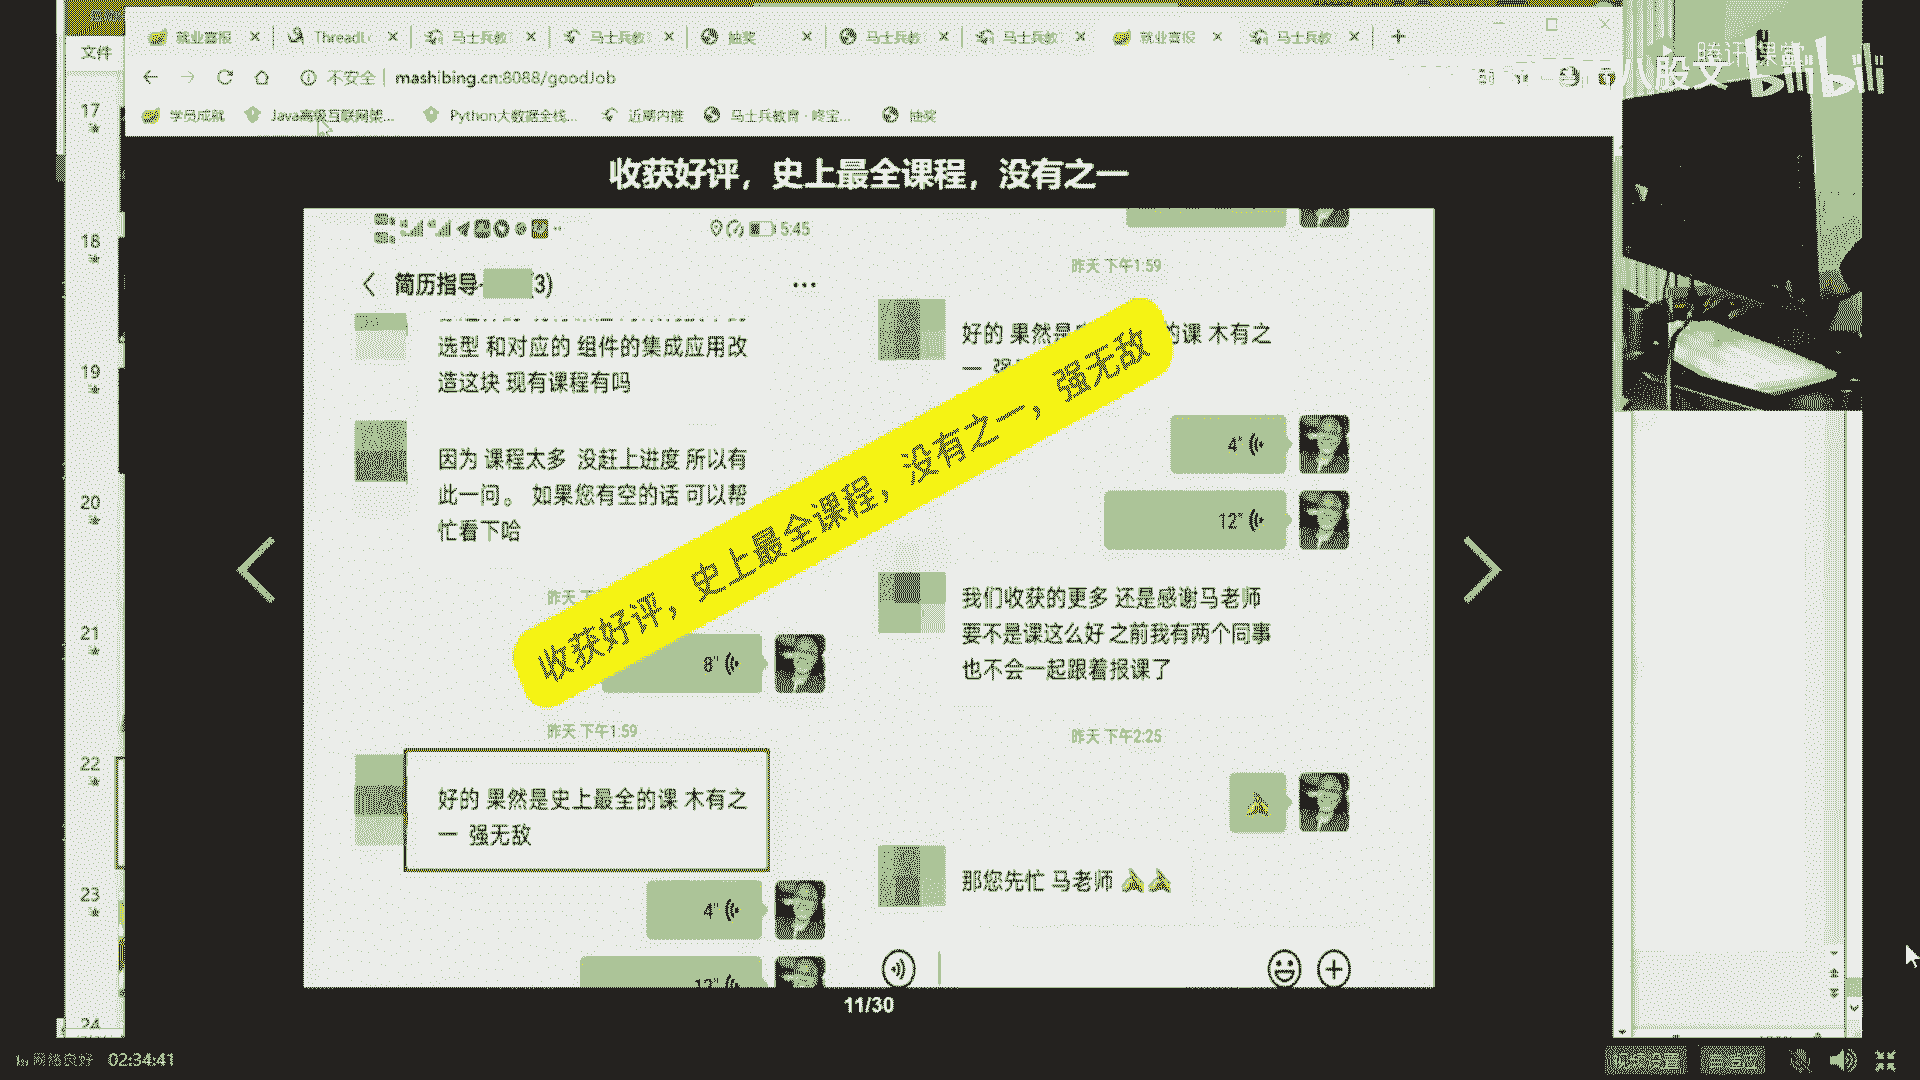 文件
就业喜报
马士兵教
马士兵教
抽奖
马士兵教
马士兵教
就业喜报
马士兵教
腾讯课堂
八股文 bilibili
不安全 mashibing.cn:8088/goodJob
学员成就
Java高级互联网架...
Python大数据全栈...
近期内推
马士兵教育
抽奖
17
18
19
20
21
22
23
24
收获好评，史上最全课程，没有之一
5:45
简历指导 (3)
选型 和对应的 组件的集成应用改
造这块 现有课程有吗
因为 课程太多 没赶上进度 所以有
此一问。 如果您有空的话 可以帮
忙看下哈
昨天 下
8"
昨天 下午1:59
好的 果然是史上最全的课 木有之
一 强无敌
4"
12"
昨天 下午1:59
好的 果然是 的课 木有之
一 强
4"
12"
我们收获的更多 还是感谢马老师
要不是课这么好 之前我有两个同事
也不会一起跟着报课了
昨天 下午2:25
那您先忙 马老师
收获好评，史上最全课程，没有之一，强无敌
11/30
网络良好 02:34:41
视频设置
自适应